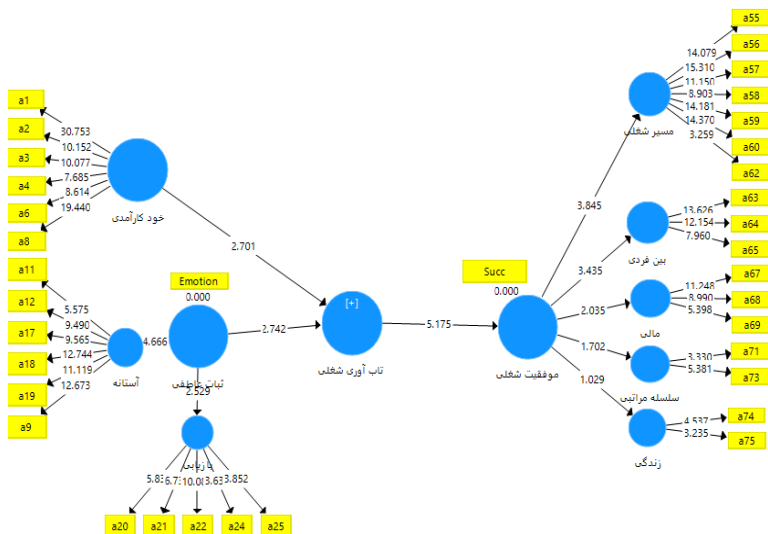 a1
a2
a3
a4
a6
a8
30.753
10.152
10.077
7.685
8.614
19.440
خود کارآمدی
2.701
a11
a12
a17
a18
a19
a9
5.575
9.490
9.565
12.744
11.119
12.673
آستانه
4.666
Emotion
0.000
ثبات عاطفی
2.742
2.529
بازیابی
3.852
a20
a21
a22
a24
a25
[+]
تاب آوری شغلی
5.175
Succ
0.000
موفقیت شغلی
3.845
3.435
2.035
1.702
1.029
مسیر شغلی
14.079
15.310
11.150
8.903
14.181
14.370
3.259
a55
a56
a57
a58
a59
a60
a62
بین فردی
13.626
12.154
7.960
a63
a64
a65
مالی
11.248
8.990
5.398
a67
a68
a69
سلسله مراتبی
3.330
5.381
a71
a73
زندگی
4.537
3.235
a74
a75